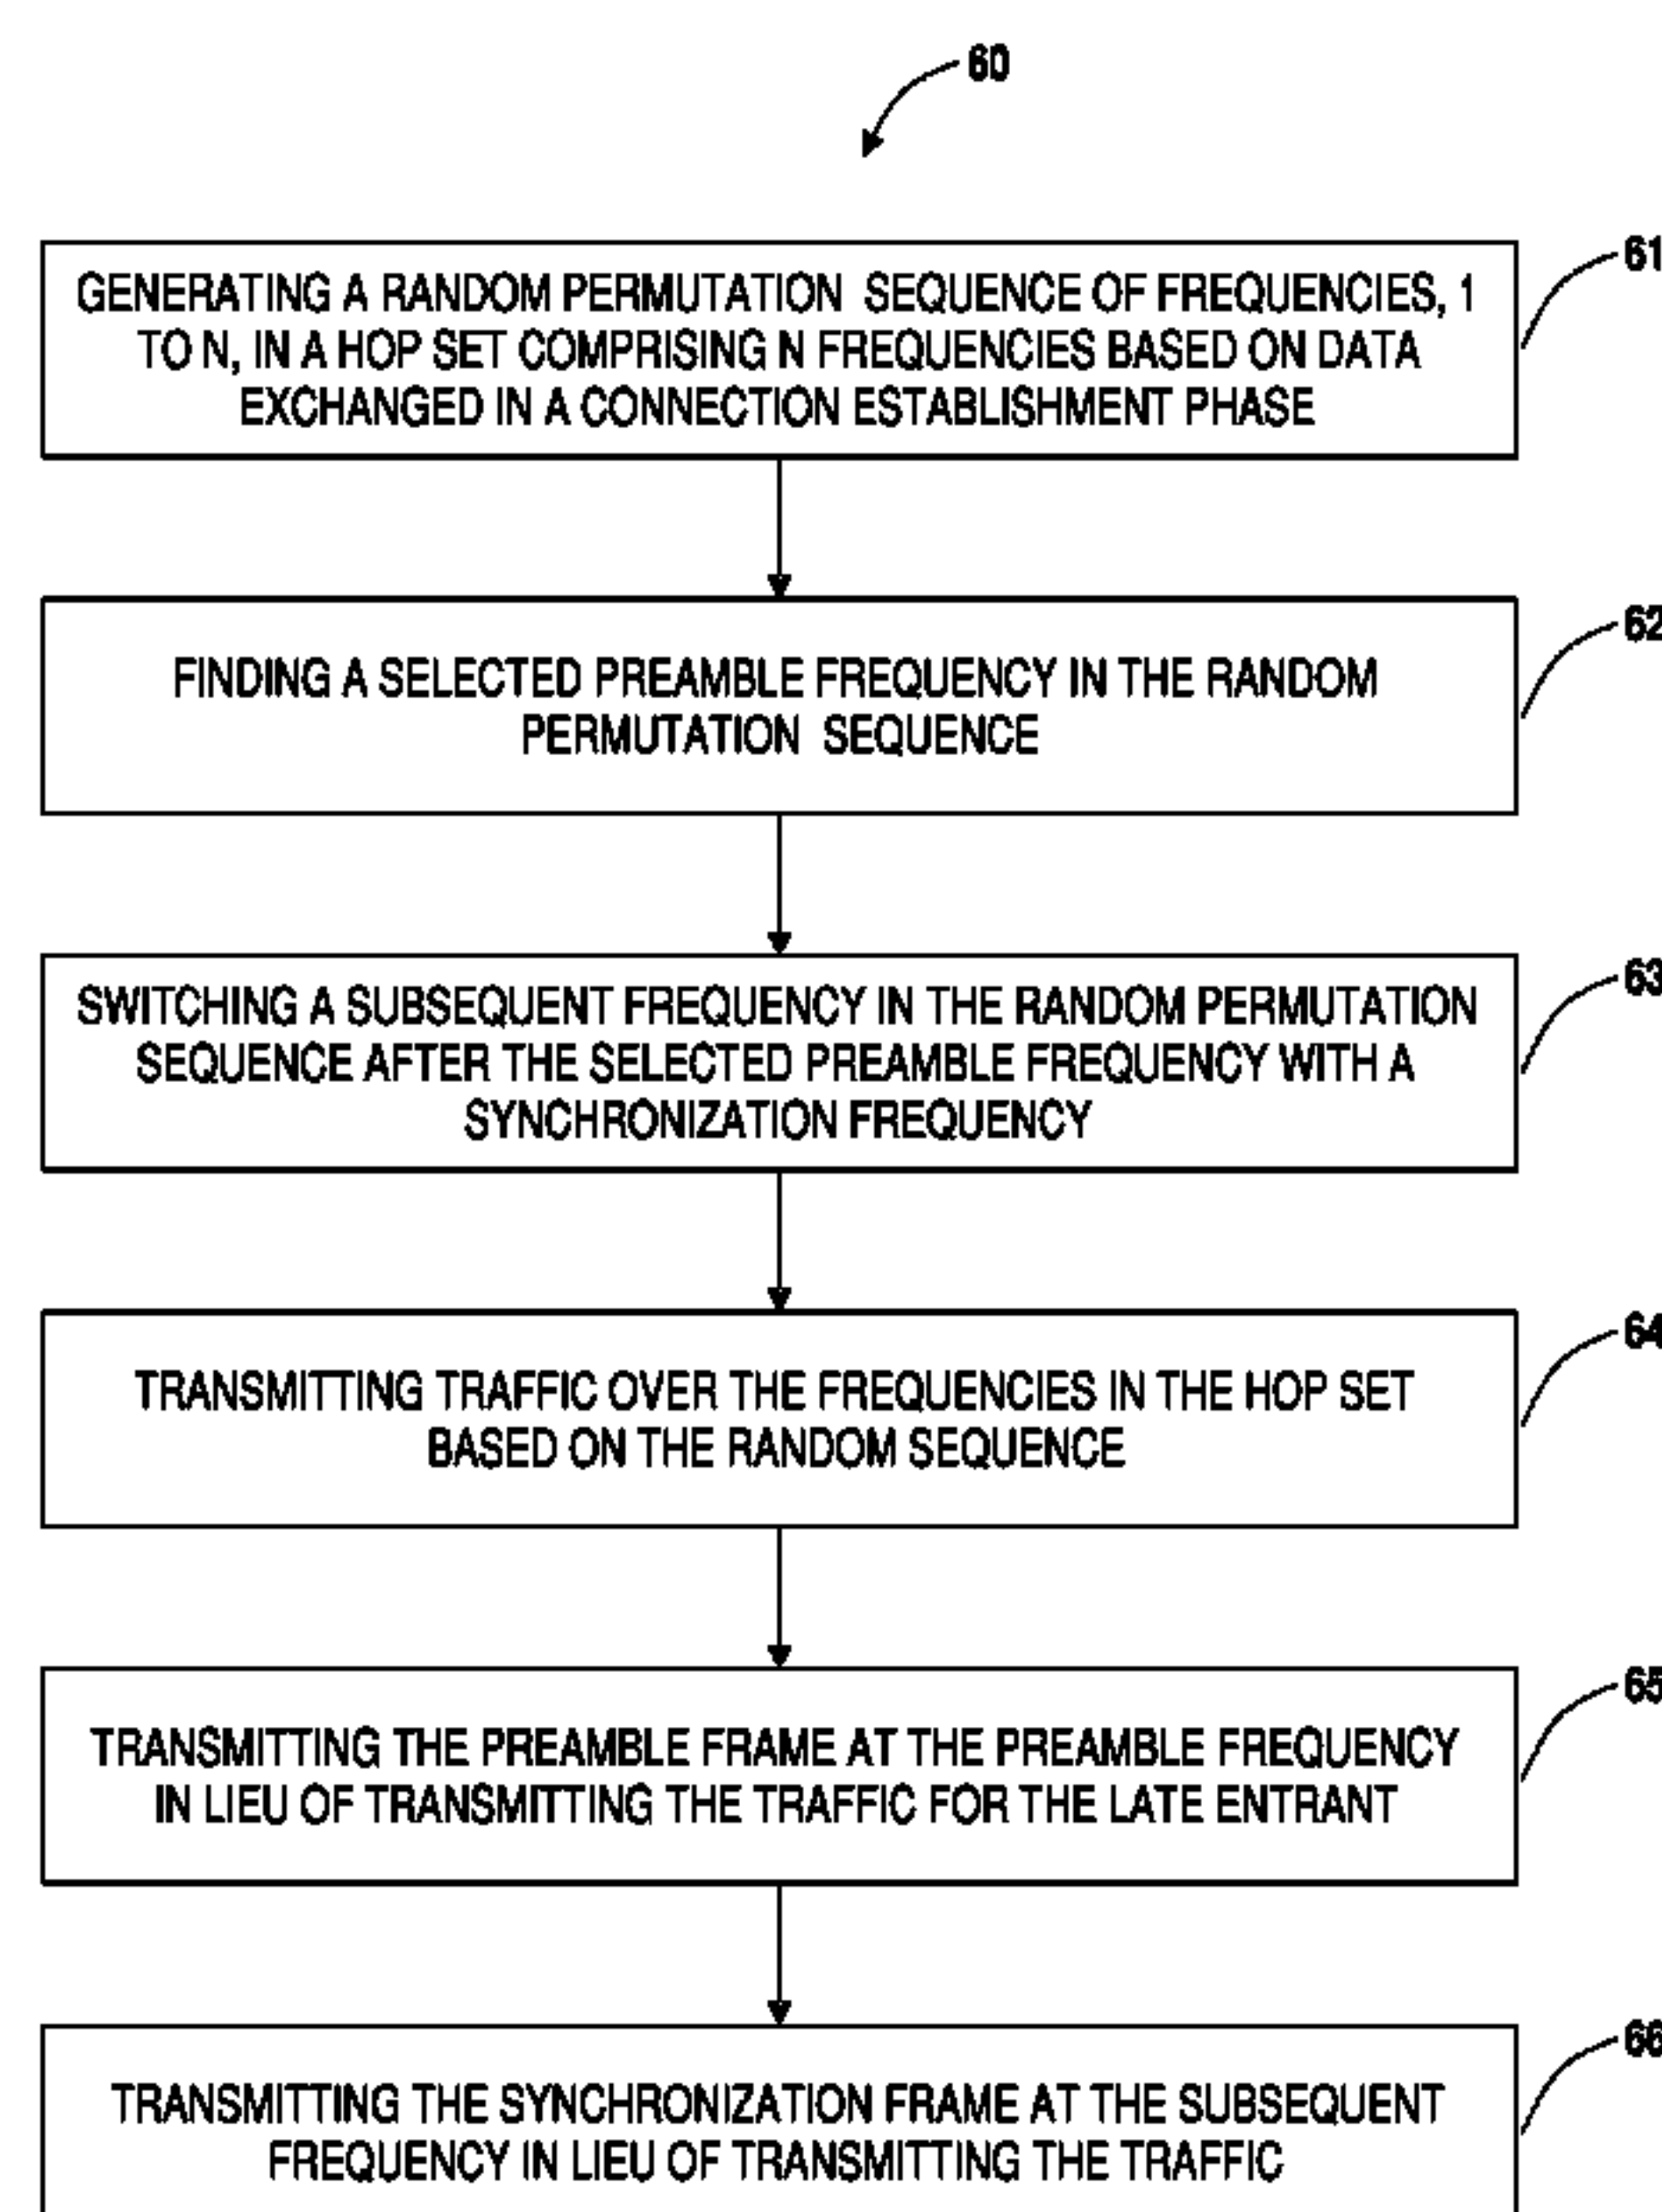 60
61
GENERATING A RANDOM PERMUTATION SEQUENCE OF FREQUENCIES, 1
TO N, IN A HOP SET COMPRISING N FREQUENCIES BASED ON DATA
EXCHANGED IN A CONNECTION ESTABLISHMENT PHASE
62
FINDING A SELECTED PREAMBLE FREQUENCY IN THE RANDOM
PERMUTATION SEQUENCE
63
SWITCHING A SUBSEQUENT FREQUENCY IN THE RANDOM PERMUTATION
SEQUENCE AFTER THE SELECTED PREAMBLE FREQUENCY WITH A
SYNCHRONIZATION FREQUENCY
64
TRANSMITTING TRAFFIC OVER THE FREQUENCIES IN THE HOP SET
BASED ON THE RANDOM SEQUENCE
65
TRANSMITTING THE PREAMBLE FRAME AT THE PREAMBLE FREQUENCY
IN LIEU OF TRANSMITTING THE TRAFFIC FOR THE LATE ENTRANT
66
TRANSMITTING THE SYNCHRONIZATION FRAME AT THE SUBSEQUENT
FREQUENCY IN LIEU OF TRANSMITTING THE TRAFFIC